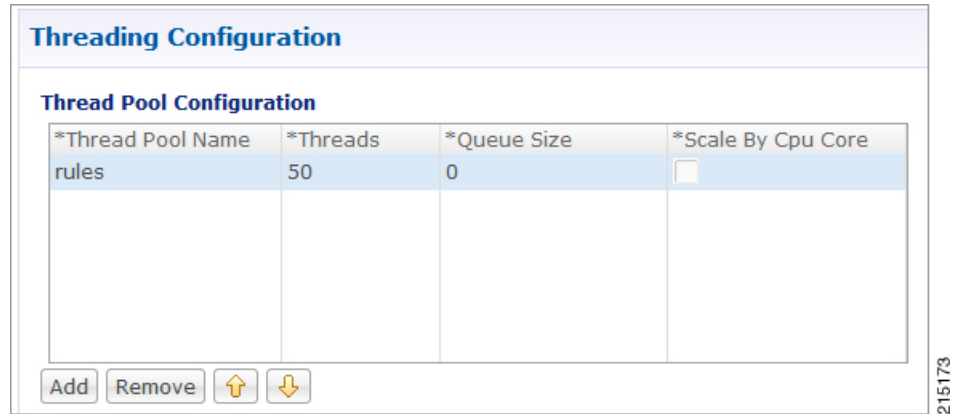 Threading Configuration
Thread Pool Configuration
*Thread Pool Name *Threads *Queue Size *Scale By Cpu Core
rules 50 0
Add Remove
215173